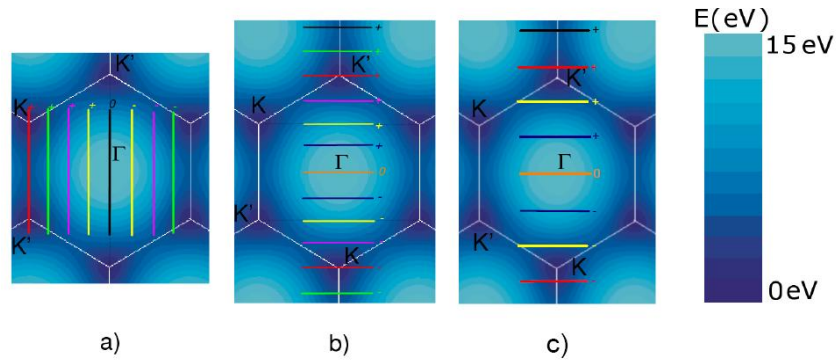 E(eV)
15 eV
0 eV
K'
K
+ + + + 0 - - -
Γ
K'
a)
+
+
+
K'
K
+
+
+
Γ
0
-
K'
-
-
K
-
-
b)
+
+
K'
+
K
+
Γ
0
-
K'
-
K
-
c)